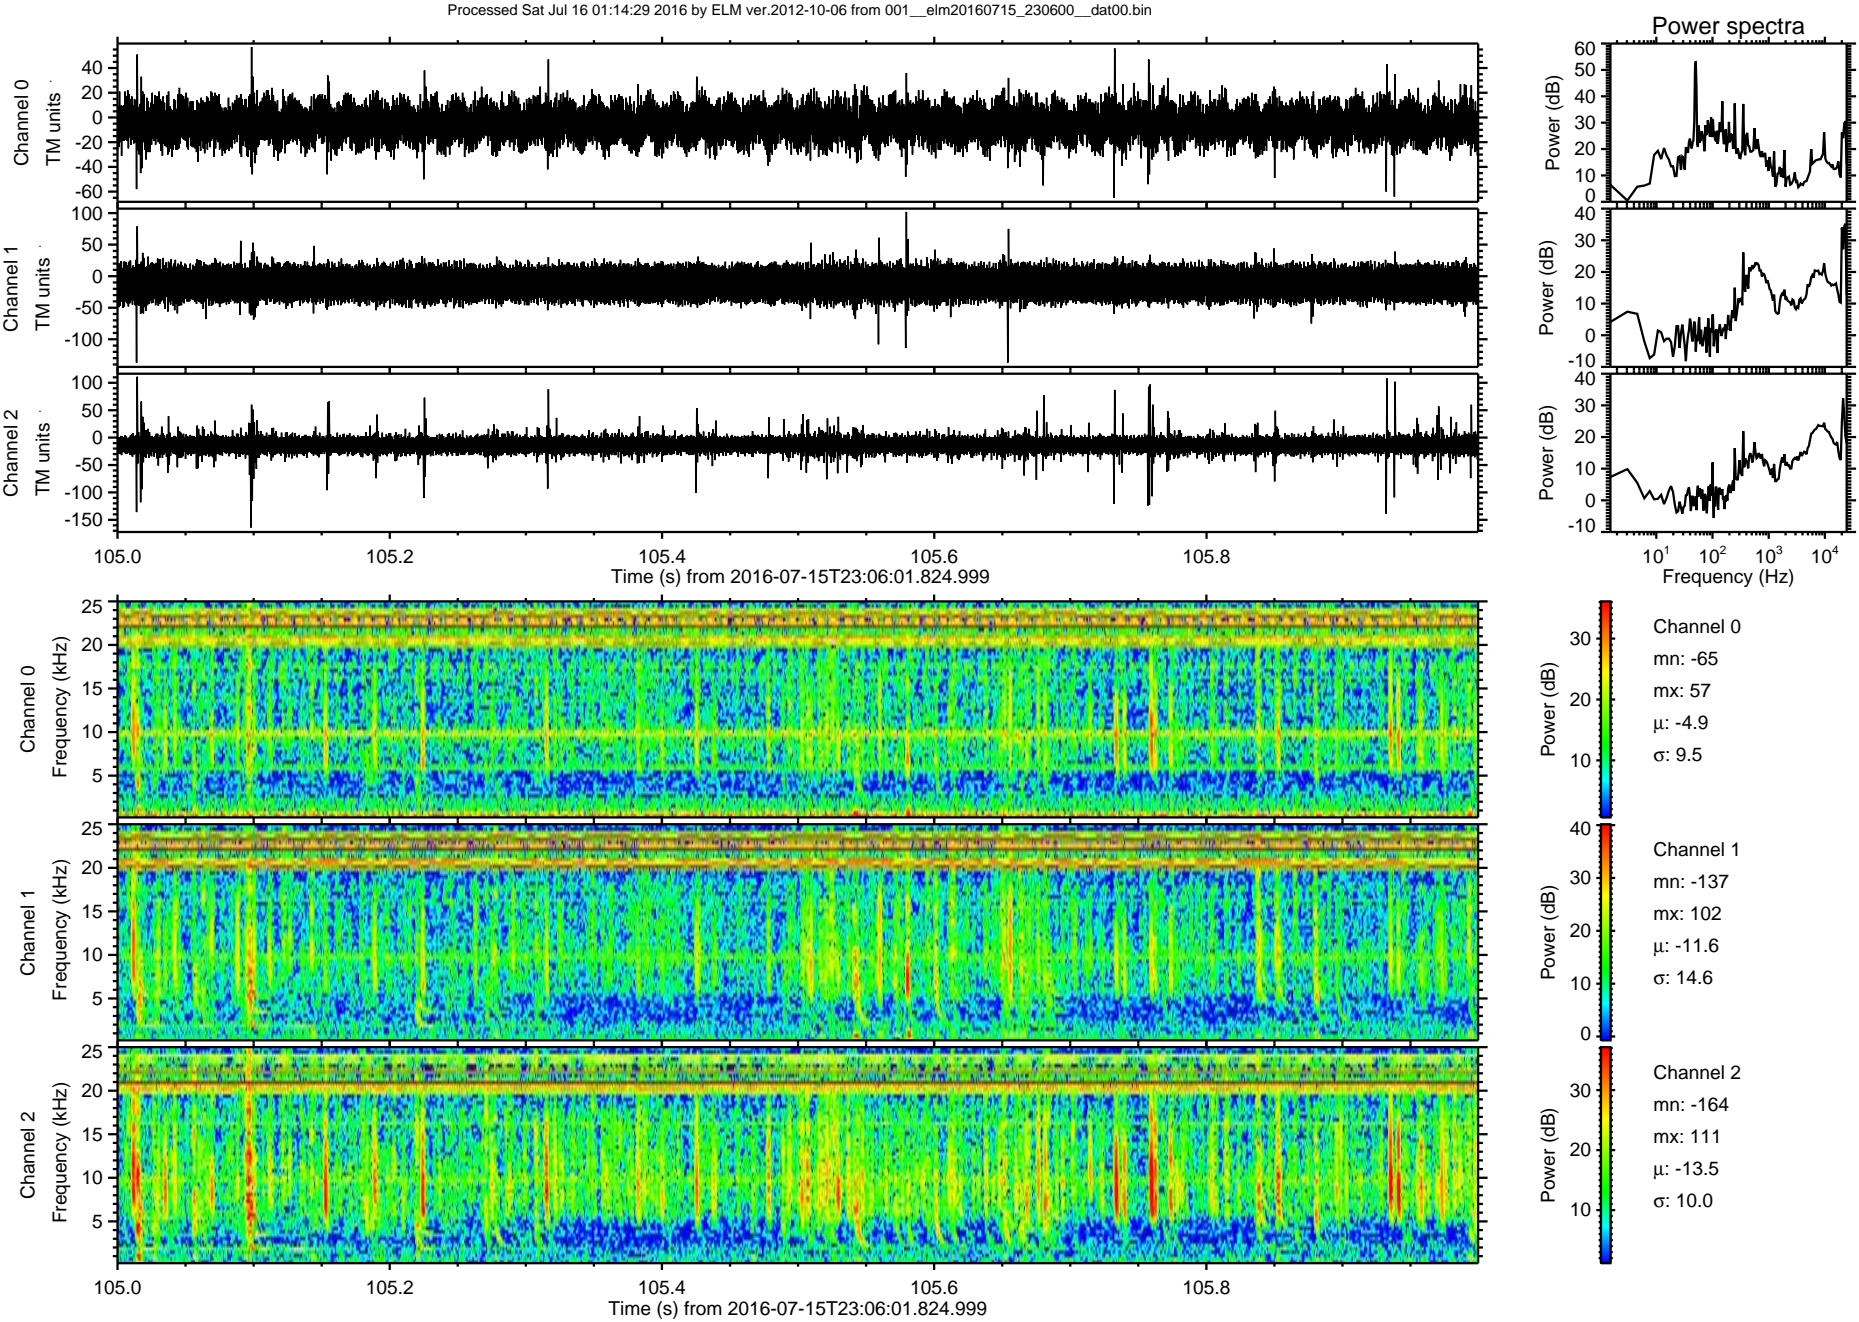 Processed Sat Jul 16 01:14:29 2016 by ELM ver.2012-10-06 from 001__elm20160715_230600__dat00.bin
Power spectra
Channel 0
TM units
40
20
0
-20
-40
-60
Power (dB)
60
50
40
30
20
10
0
Channel 1
TM units
100
50
0
-50
-100
Power (dB)
40
30
20
10
0
-10
Channel 2
TM units
100
50
0
-50
-100
-150
Power (dB)
40
30
20
10
0
-10
105.0 105.2 105.4 105.6 105.8
Time (s) from 2016-07-15T23:06:01.824.999
10^1 10^2 10^3 10^4
Frequency (Hz)
Channel 0
Frequency (kHz)
25
20
15
10
5
Power (dB)
30
20
10
Channel 0
mn: -65
mx: 57
μ: -4.9
σ: 9.5
Channel 1
Frequency (kHz)
25
20
15
10
5
Power (dB)
40
30
20
10
0
Channel 1
mn: -137
mx: 102
μ: -11.6
σ: 14.6
Channel 2
Frequency (kHz)
25
20
15
10
5
Power (dB)
30
20
10
Channel 2
mn: -164
mx: 111
μ: -13.5
σ: 10.0
105.0 105.2 105.4 105.6 105.8
Time (s) from 2016-07-15T23:06:01.824.999